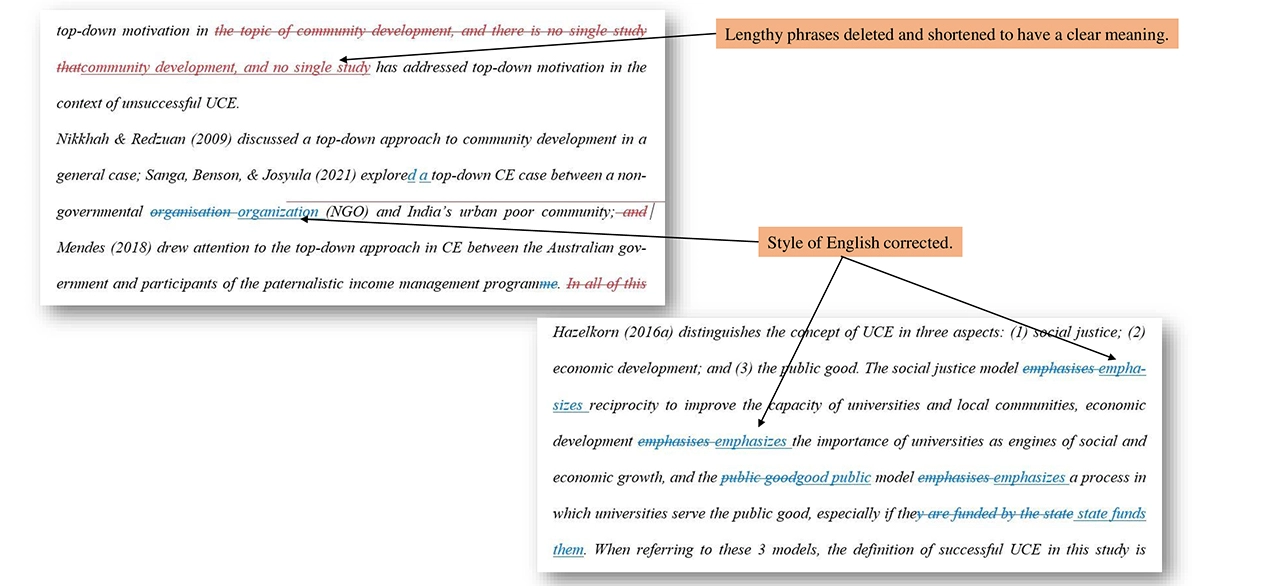 top-down motivation in the topic of community development, and there is no single study
thatcommunity development, and no single study has addressed top-down motivation in the
context of unsuccessful UCE.
Nikkhah & Redzuan (2009) discussed a top-down approach to community development in a
general case; Sanga, Benson, & Josyula (2021) explored a top-down CE case between a non-
governmental organisation organization (NGO) and India's urban poor community; and
Mendes (2018) drew attention to the top-down approach in CE between the Australian gov-
ernment and participants of the paternalistic income management programme. In all of this
Lengthy phrases deleted and shortened to have a clear meaning.
Style of English corrected.
Hazelkorn (2016a) distinguishes the concept of UCE in three aspects: (1) social justice; (2)
economic development; and (3) the public good. The social justice model emphasises empha-
sizes reciprocity to improve the capacity of universities and local communities, economic
development emphasises emphasizes the importance of universities as engines of social and
economic growth, and the public goodgood public model emphasises emphasizes a process in
which universities serve the public good, especially if they are funded by the state state funds
them. When referring to these 3 models, the definition of successful UCE in this study is